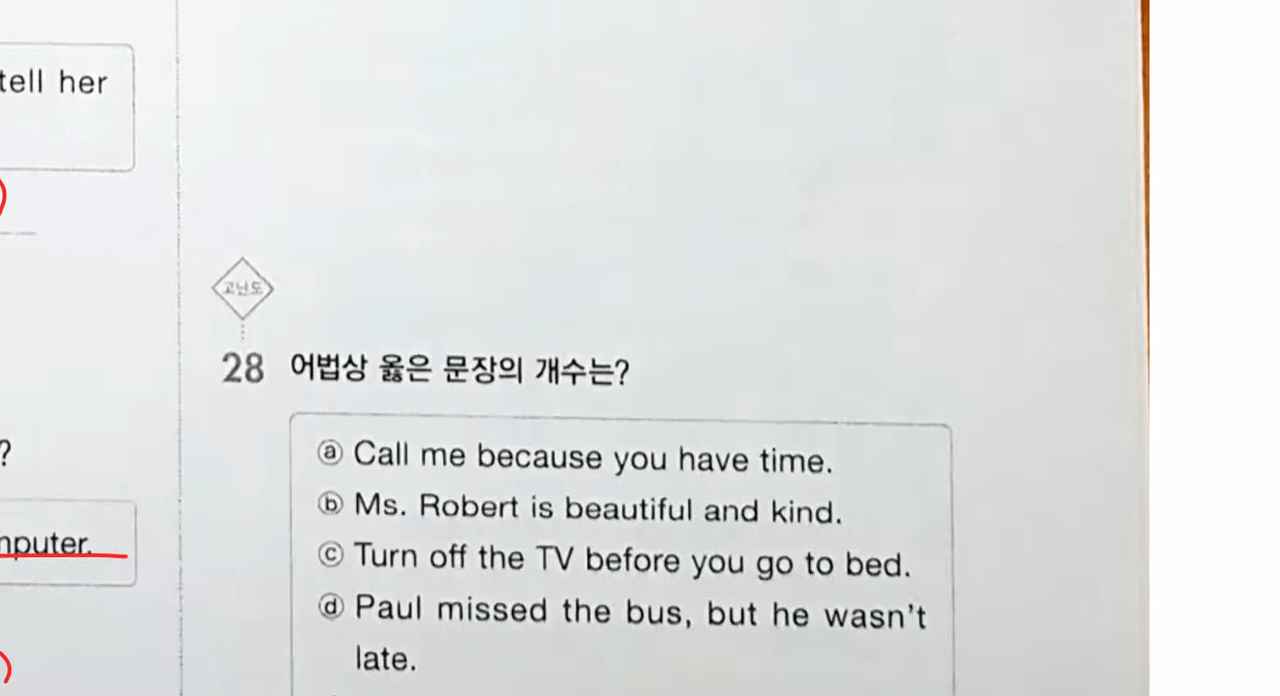 tell her
고난도
28 어법상 옳은 문장의 개수는?
?
ⓐ Call me because you have time.
ⓑ Ms. Robert is beautiful and kind.
ⓒ Turn off the TV before you go to bed.
mputer.
ⓓ Paul missed the bus, but he wasn't
late.